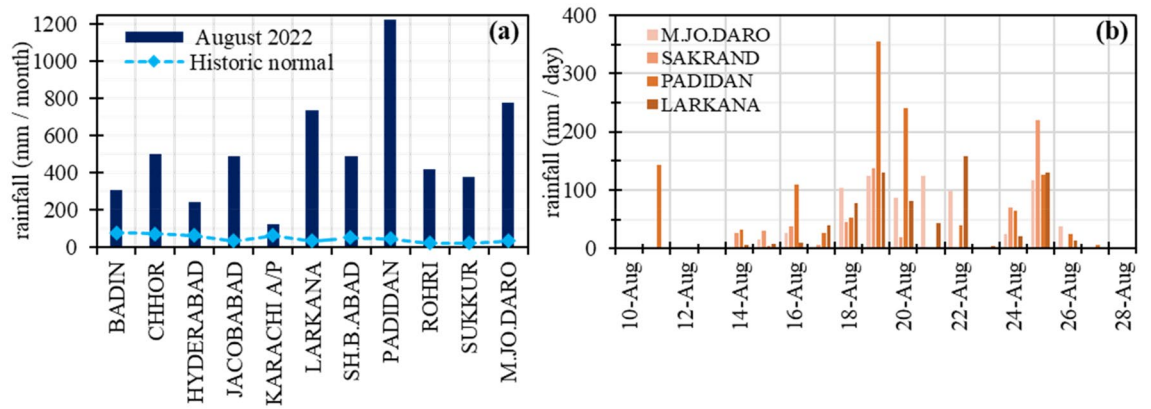 1200
1000
800
600
400
200
0
rainfall (mm / month)
(a)
August 2022
Historic normal
BADIN
CHHOR
HYDERABAD
JACOBABAD
KARACHI A/P
LARKANA
SH.B.ABAD
PADIDAN
ROHRI
SUKKUR
M.JO.DARO
400
300
200
100
0
rainfall (mm / day)
(b)
M.JO.DARO
SAKRAND
PADIDAN
LARKANA
10-Aug
12-Aug
14-Aug
16-Aug
18-Aug
20-Aug
22-Aug
24-Aug
26-Aug
28-Aug